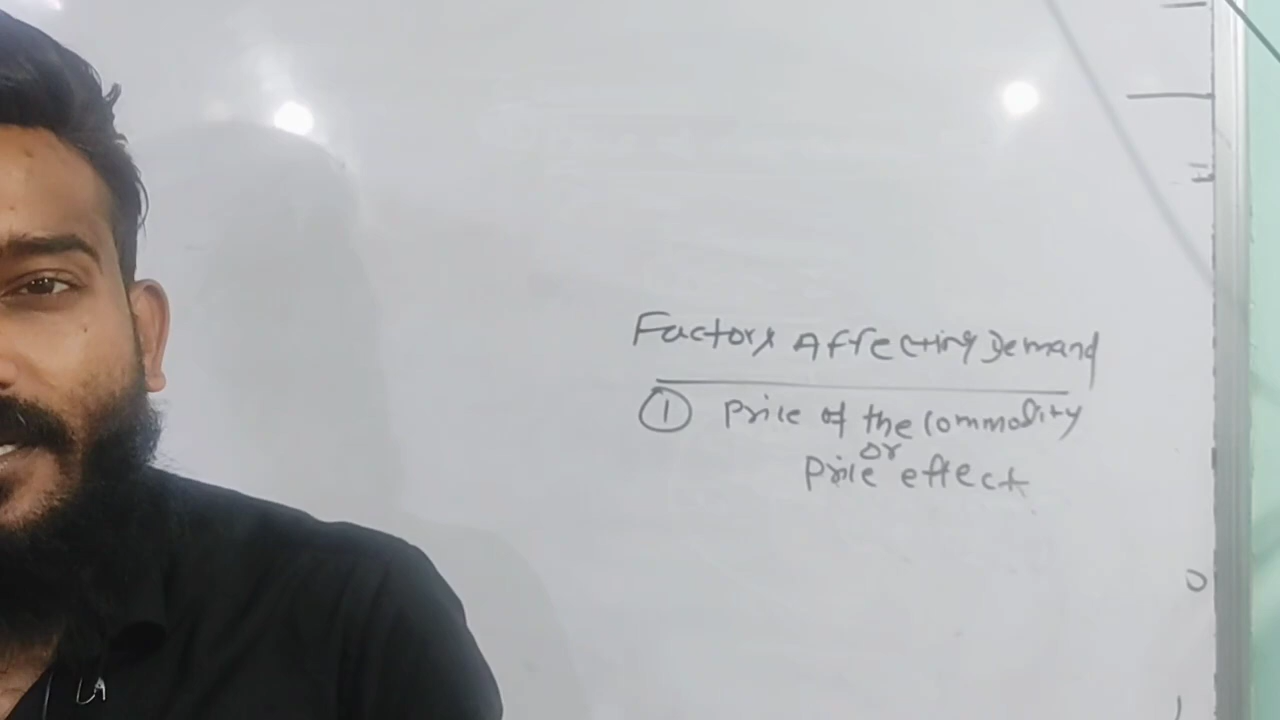 Factors Affecting Demand
① Price of the Commodity
or
Price effect